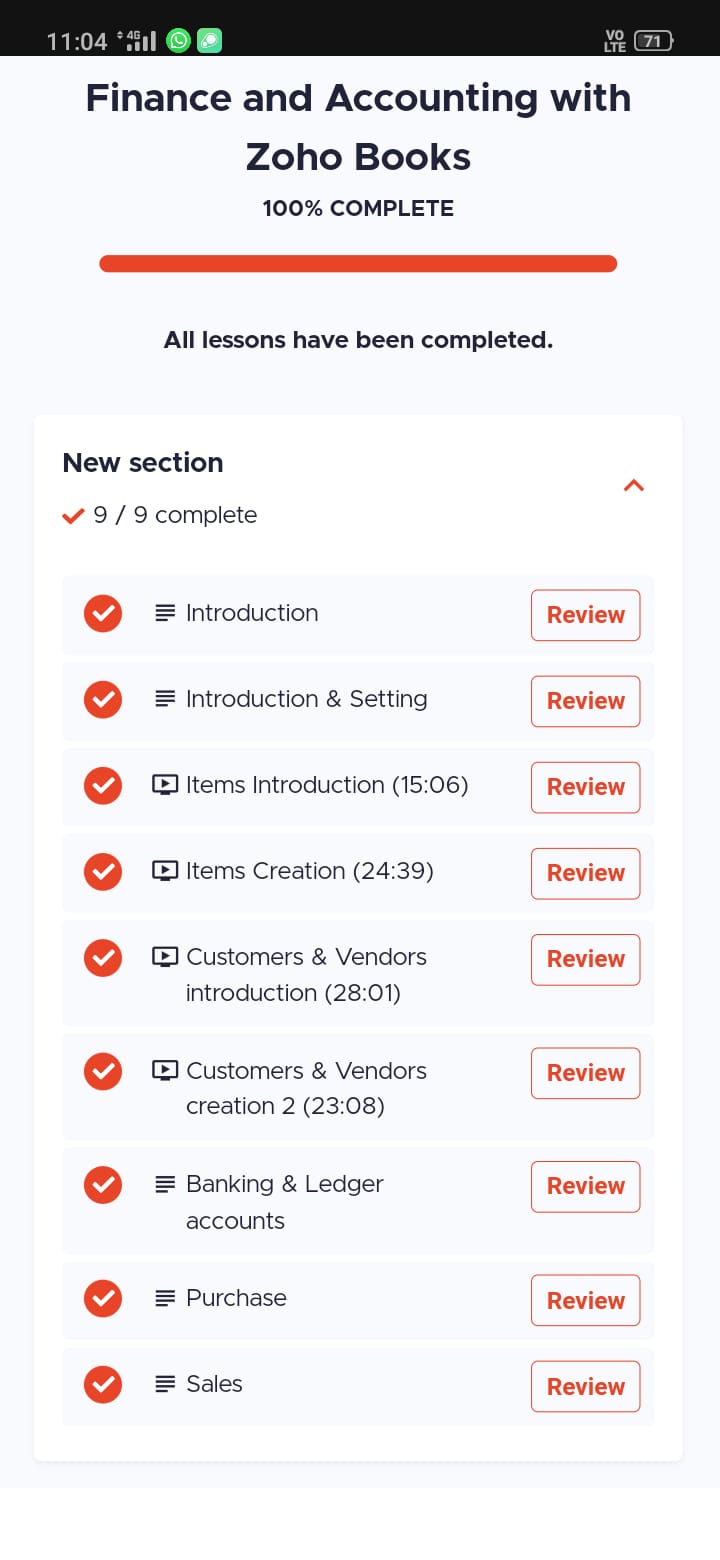 11:04 4G VO LTE 71
Finance and Accounting with
Zoho Books
100% COMPLETE
All lessons have been completed.
New section
9 / 9 complete
Introduction Review
Introduction & Setting Review
Items Introduction (15:06) Review
Items Creation (24:39) Review
Customers & Vendors Review
introduction (28:01)
Customers & Vendors Review
creation 2 (23:08)
Banking & Ledger Review
accounts
Purchase Review
Sales Review